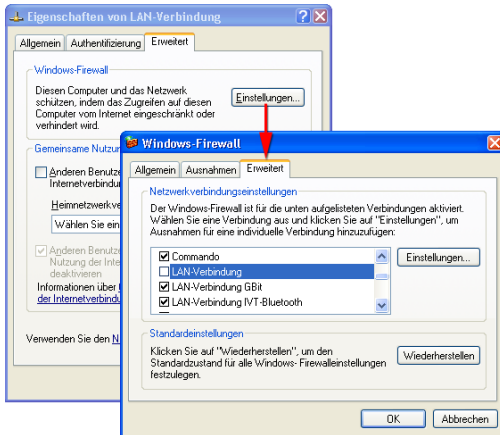 Eigenschaften von LAN-Verbindung
Allgemein Authentifizierung Erweitert
Windows-Firewall
Diesen Computer und das Netzwerk
schützen, indem das Zugreifen auf diesen
Computer vom Internet eingeschränkt oder
verhindert wird.
Einstellungen...
Gemeinsame
Anderen Benutze
Internetverbindu
Heimnetzwerkve
Wählen Sie ein
Anderen Benutze
Nutzung der Inte
deaktivieren
Informationen über
der Internetverbindu
Verwenden Sie den N
Windows-Firewall
Allgemein Ausnahmen Erweitert
Netzwerkverbindungseinstellungen
Der Windows-Firewall ist für die unten aufgelisteten Verbindungen aktiviert.
Wählen Sie eine Verbindung aus und klicken Sie auf "Einstellungen", um
Ausnahmen für eine individuelle Verbindung hinzuzufügen:
Commando
LAN-Verbindung
LAN-Verbindung GBit
LAN-Verbindung IVT-Bluetooth
Einstellungen...
Standardeinstellungen
Klicken Sie auf "Wiederherstellen", um den
Standardzustand für alle Windows- Firewalleinstellungen
festzulegen.
Wiederherstellen
OK Abbrechen